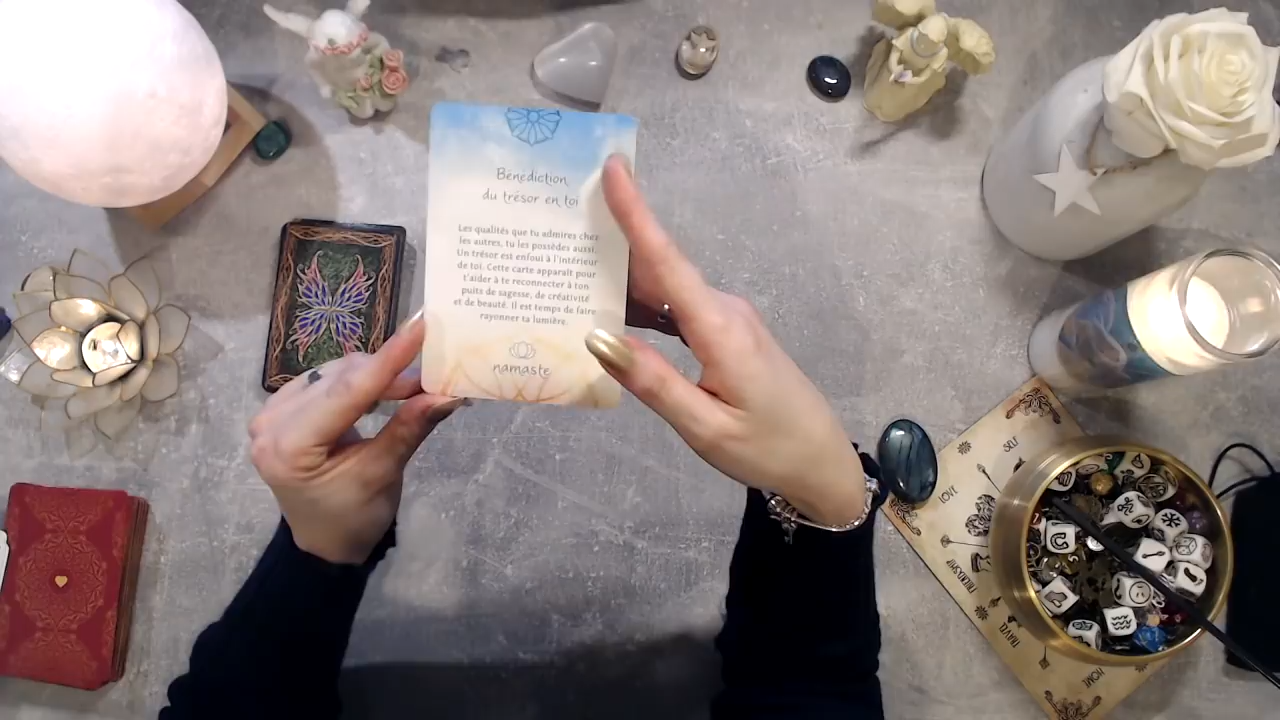 Bénédiction
du trésor en toi
Les qualités que tu admires chez
les autres, tu les possèdes aussi.
Un trésor est enfoui à l'intérieur
de toi. Cette carte apparaît pour
t'aider à te reconnecter à ton
puits de sagesse, de créativité
et de beauté. Il est temps de faire
rayonner ta lumière.
namaste
SELF
LOVE
FRIENDSHIP
TRAVEL
HOME